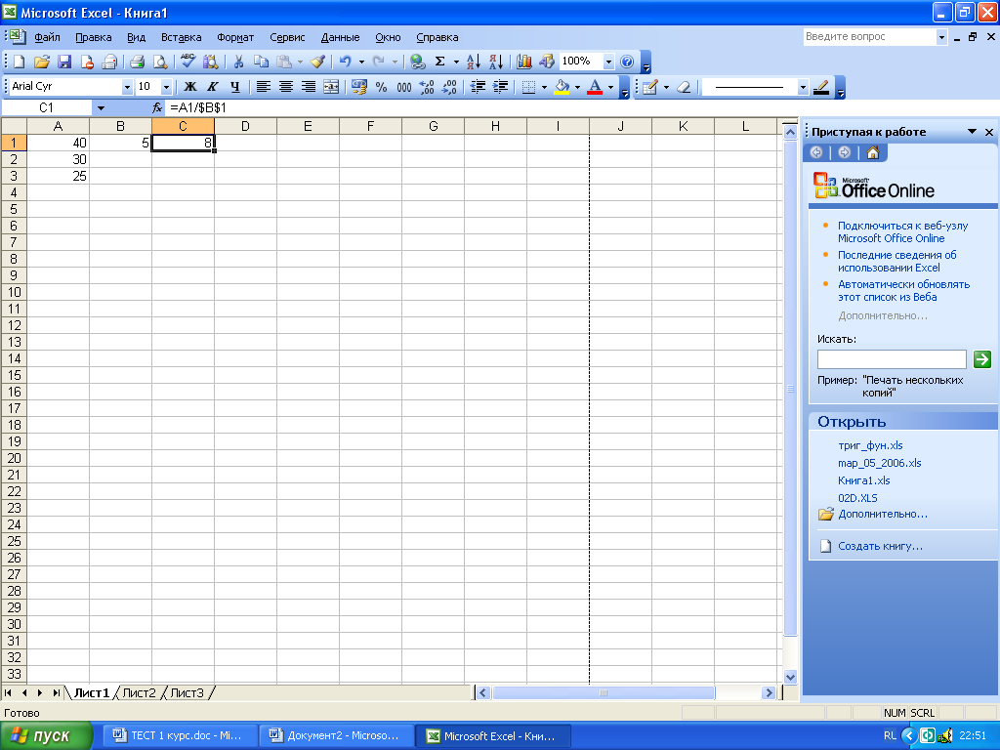 Microsoft Excel - Книга1
Файл Правка Вид Вставка Формат Сервис Данные Окно Справка Введите вопрос
100%
Arial Cyr 10 Ж К Ч % 000
C1 fx =A1/$B$1
A B C D E F G H I J K L
1 40 5 8
2 30
3 25
4
5
6
7
8
9
10
11
12
13
14
15
16
17
18
19
20
21
22
23
24
25
26
27
28
29
30
31
32
33
Приступая к работе
Microsoft
Office Online
Подключиться к веб-узлу
Microsoft Office Online
Последние сведения об
использовании Excel
Автоматически обновлять
этот список из Веба
Дополнительно...
Искать:
Пример: "Печать нескольких
копий"
Открыть
триг_фун.xls
map_05_2006.xls
Книга1.xls
02D.XLS
Дополнительно...
Создать книгу...
Лист1 Лист2 Лист3
Готово NUM SCRL
пуск ТЕСТ 1 курс.doc - Mi... Документ2 - Microso... Microsoft Excel - Кни... RL 22:51